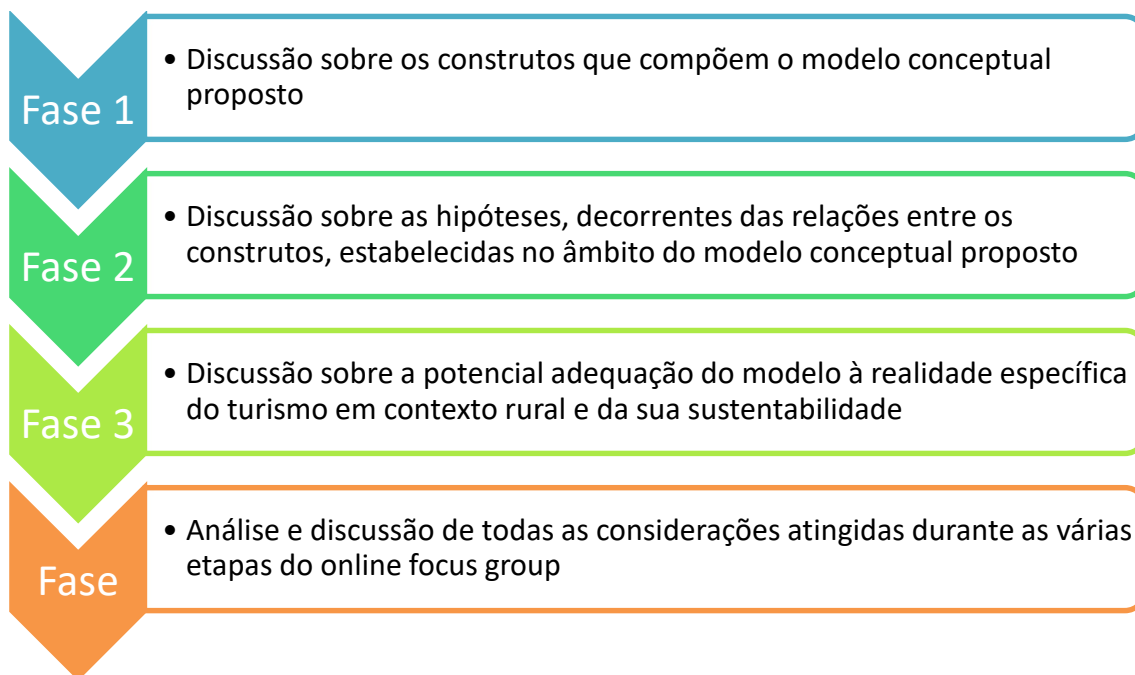 Fase 1
• Discussão sobre os construtos que compõem o modelo conceptual
proposto
Fase 2
• Discussão sobre as hipóteses, decorrentes das relações entre os
construtos, estabelecidas no âmbito do modelo conceptual proposto
Fase 3
• Discussão sobre a potencial adequação do modelo à realidade específica
do turismo em contexto rural e da sua sustentabilidade
Fase
• Análise e discussão de todas as considerações atingidas durante as várias
etapas do online focus group